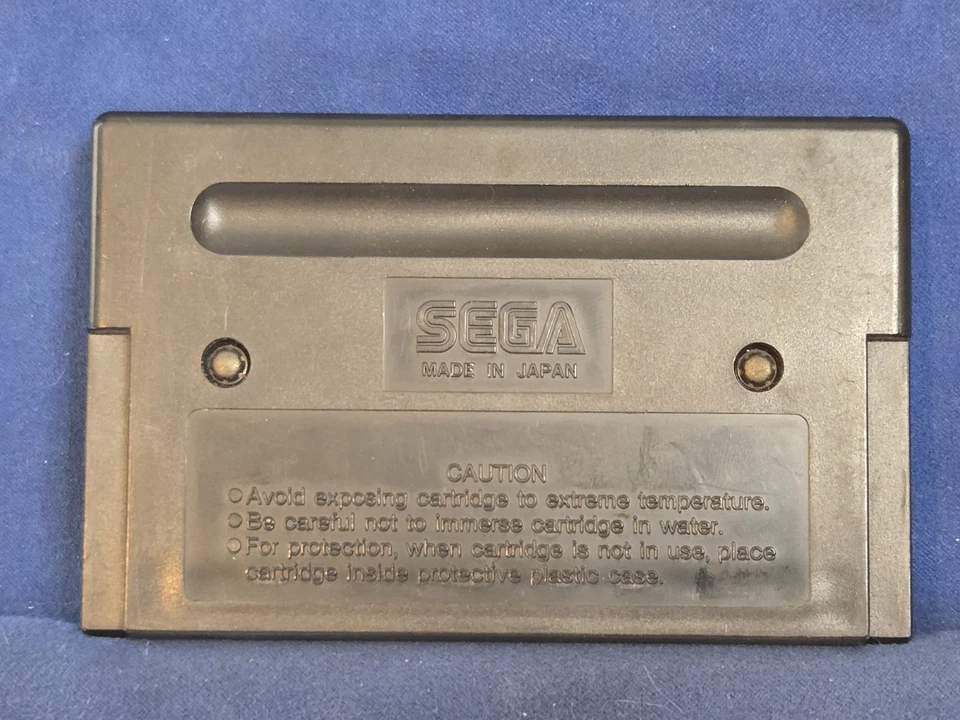 SEGA
MADE IN JAPAN
CAUTION
○Avoid exposing cartridge to extreme temperature.
○Be careful not to immerse cartridge in water.
○For protection, when cartridge is not in use, place
cartridge inside protective plastic case.